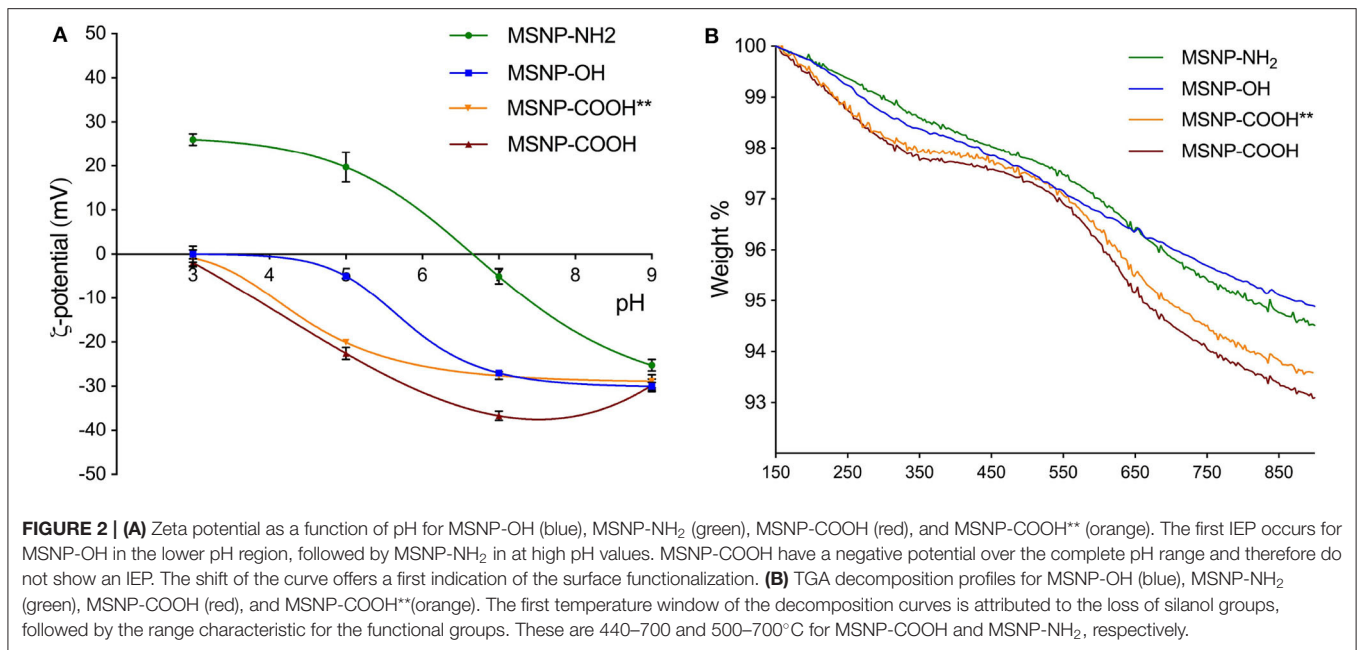 A
MSNP-NH2
MSNP-OH
MSNP-COOH**
MSNP-COOH
50
40
30
20
10
0
-10
-20
-30
-40
-50
ζ-potential (mV)
3 4 5 6 7 8 9
pH
B
MSNP-NH₂
MSNP-OH
MSNP-COOH**
MSNP-COOH
100
99
98
97
96
95
94
93
Weight %
150 250 350 450 550 650 750 850
FIGURE 2 | (A) Zeta potential as a function of pH for MSNP-OH (blue), MSNP-NH₂ (green), MSNP-COOH (red), and MSNP-COOH** (orange). The first IEP occurs for
MSNP-OH in the lower pH region, followed by MSNP-NH₂ in at high pH values. MSNP-COOH have a negative potential over the complete pH range and therefore do
not show an IEP. The shift of the curve offers a first indication of the surface functionalization. (B) TGA decomposition profiles for MSNP-OH (blue), MSNP-NH₂
(green), MSNP-COOH (red), and MSNP-COOH**(orange). The first temperature window of the decomposition curves is attributed to the loss of silanol groups,
followed by the range characteristic for the functional groups. These are 440–700 and 500–700°C for MSNP-COOH and MSNP-NH₂, respectively.